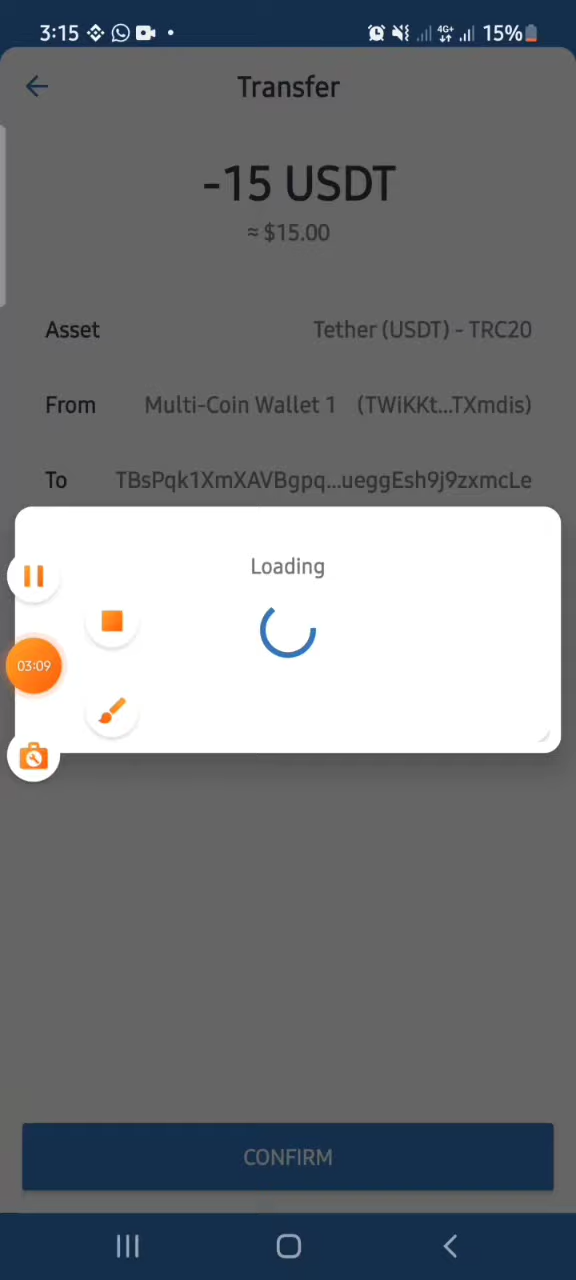 3:15 4G+ 15%
Transfer
-15 USDT
≈ $15.00
Asset Tether (USDT) - TRC20
From Multi-Coin Wallet 1 (TWiKKt...TXmdis)
To TBsPqk1XmXAVBgpq...ueggEsh9j9zxmcLe
Loading
03:09
CONFIRM